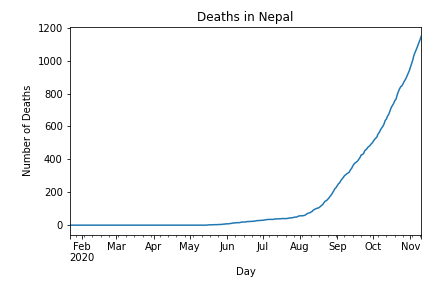 Deaths in Nepal
Number of Deaths
1200
1000
800
600
400
200
0
Feb Mar Apr May Jun Jul Aug Sep Oct Nov
2020
Day